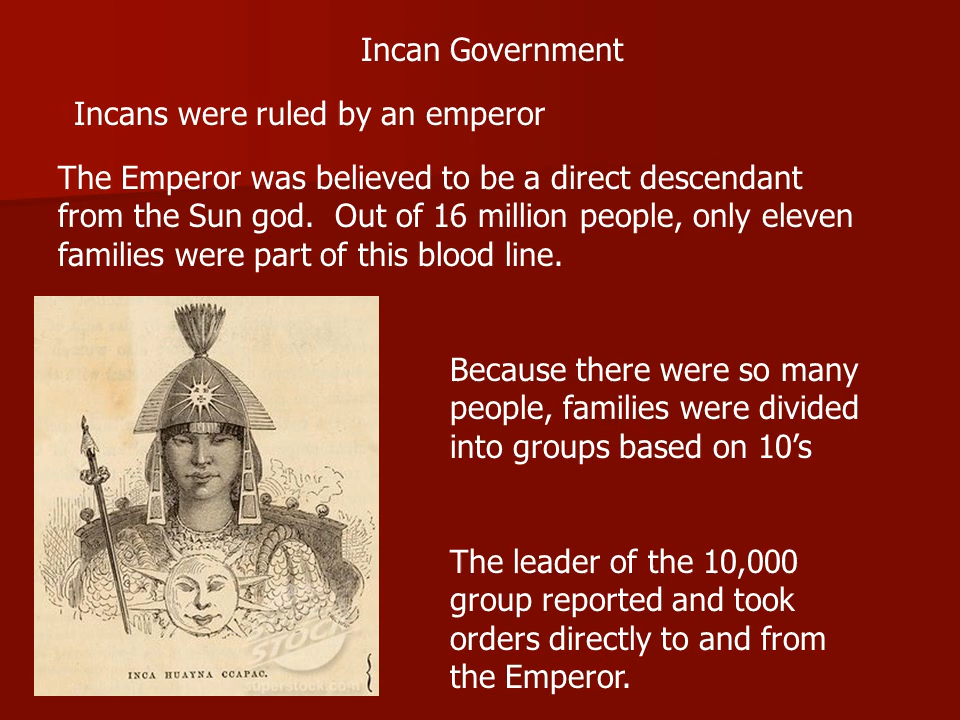 Incan Government
Incans were ruled by an emperor
The Emperor was believed to be a direct descendant
from the Sun god.  Out of 16 million people, only eleven
families were part of this blood line.
Because there were so many
people, families were divided
into groups based on 10’s
The leader of the 10,000
group reported and took
orders directly to and from
the Emperor.
INCA HUAYNA CCAPAC.
STOCK
superstock.com